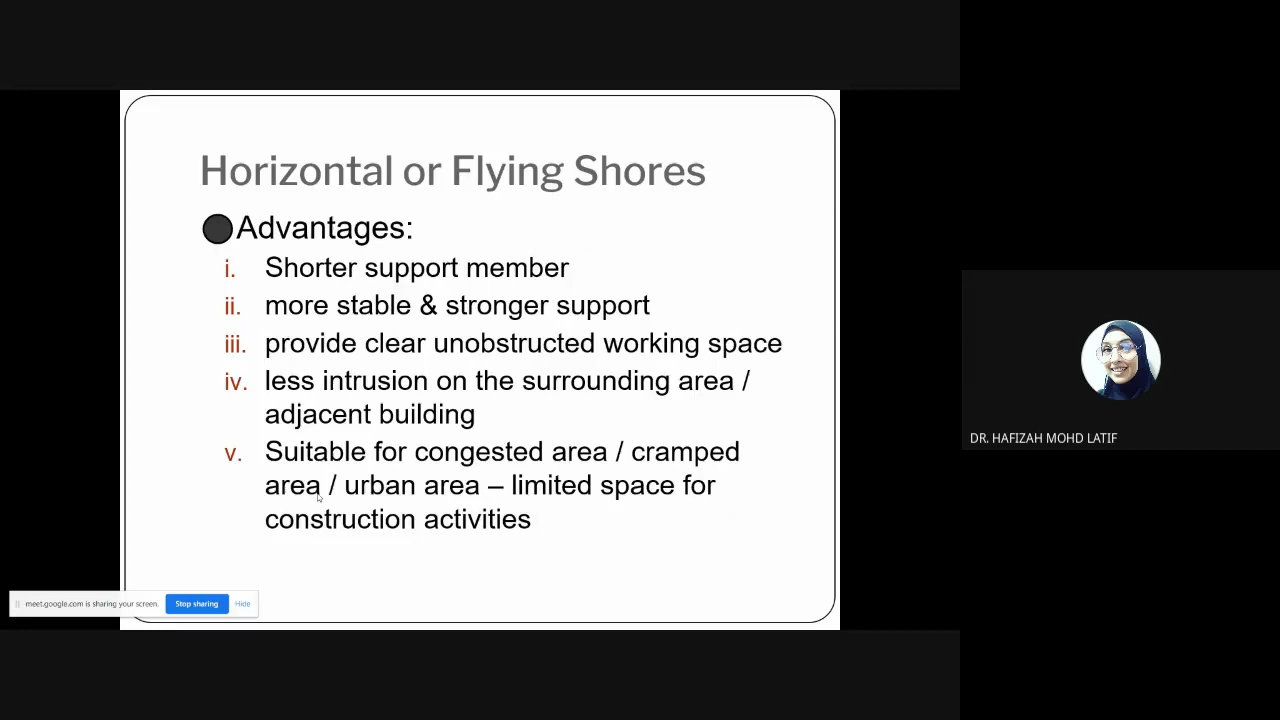 Horizontal or Flying Shores
Advantages:
i. Shorter support member
ii. more stable & stronger support
iii. provide clear unobstructed working space
iv. less intrusion on the surrounding area /
adjacent building
v. Suitable for congested area / cramped
area / urban area – limited space for
construction activities
meet.google.com is sharing your screen. Stop sharing Hide
DR. HAFIZAH MOHD LATIF